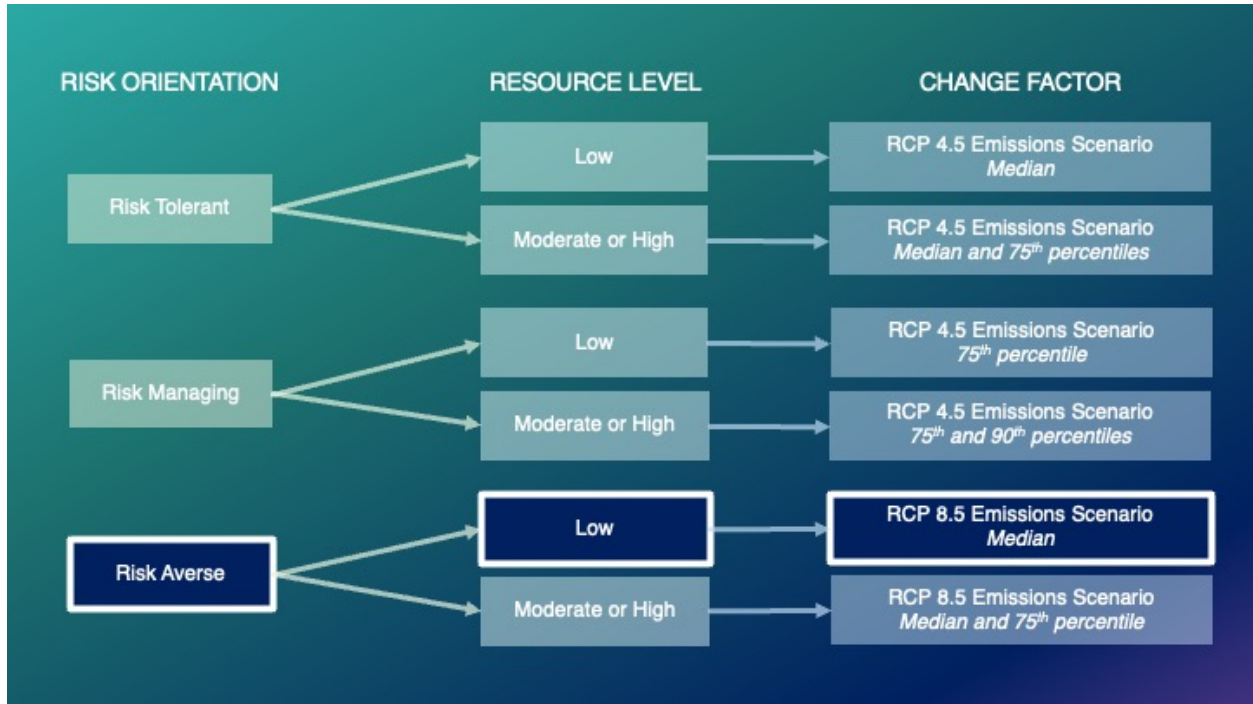 RISK ORIENTATION
RESOURCE LEVEL
CHANGE FACTOR
Risk Tolerant
Low
RCP 4.5 Emissions Scenario
Median
Moderate or High
RCP 4.5 Emissions Scenario
Median and 75th percentiles
Risk Managing
Low
RCP 4.5 Emissions Scenario
75th percentile
Moderate or High
RCP 4.5 Emissions Scenario
75th and 90th percentiles
Risk Averse
Low
RCP 8.5 Emissions Scenario
Median
Moderate or High
RCP 8.5 Emissions Scenario
Median and 75th percentile